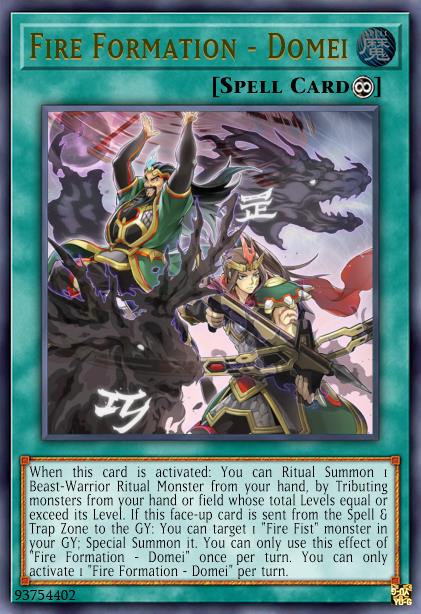 Fire Formation - Domei
魔
[Spell Card]
When this card is activated: You can Ritual Summon 1
Beast-Warrior Ritual Monster from your hand, by Tributing
monsters from your hand or field whose total Levels equal or
exceed its Level. If this face-up card is sent from the Spell &
Trap Zone to the GY: You can target 1 "Fire Fist" monster in
your GY; Special Summon it. You can only use this effect of
"Fire Formation - Domei" once per turn. You can only
activate 1 "Fire Formation - Domei" per turn.
93754402